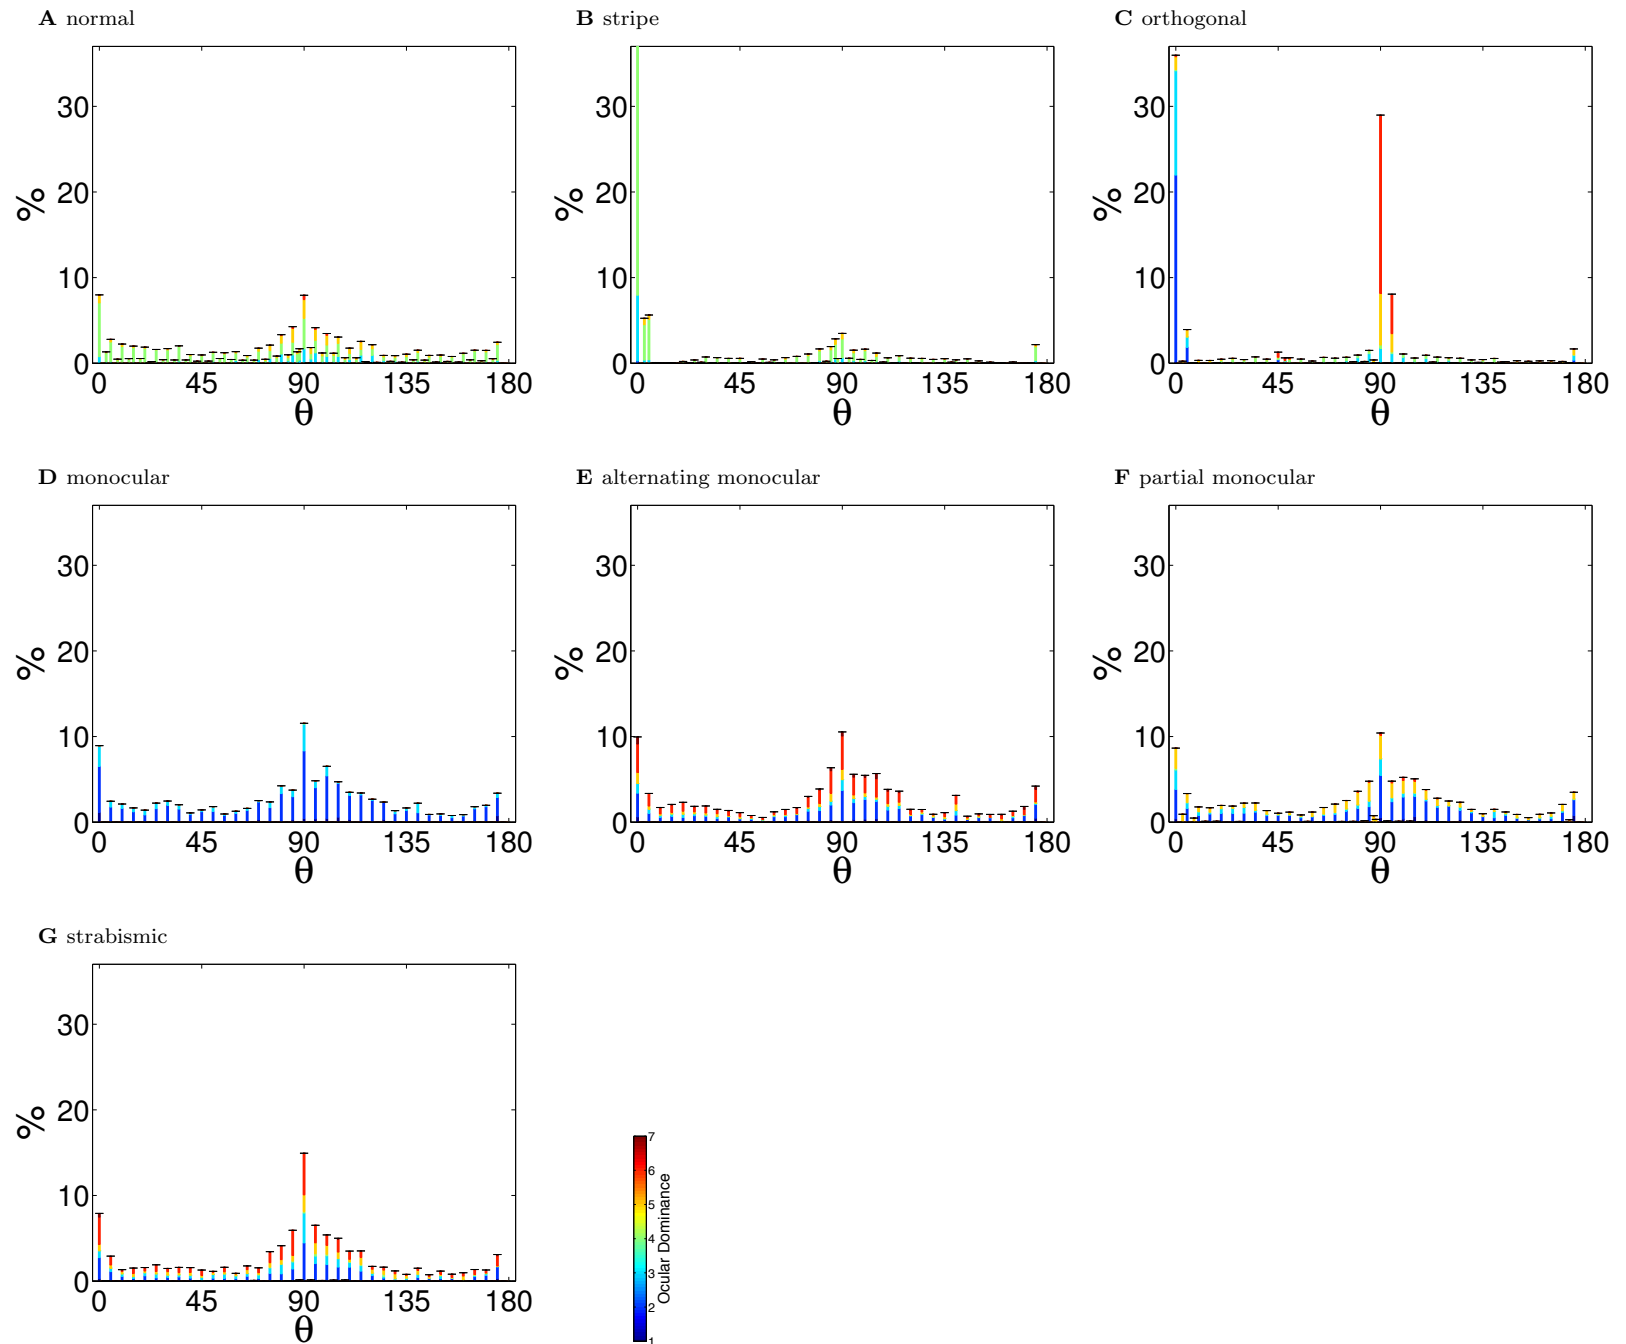 A normal
B stripe
C orthogonal
30
20
10
0
%
0 45 90 135 180
θ
30
20
10
0
%
0 45 90 135 180
θ
30
20
10
0
%
0 45 90 135 180
θ
D monocular
E alternating monocular
F partial monocular
30
20
10
0
%
0 45 90 135 180
θ
30
20
10
0
%
0 45 90 135 180
θ
30
20
10
0
%
0 45 90 135 180
θ
G strabismic
30
20
10
0
%
0 45 90 135 180
θ
7
6
5
4
3
2
1
Ocular Dominance